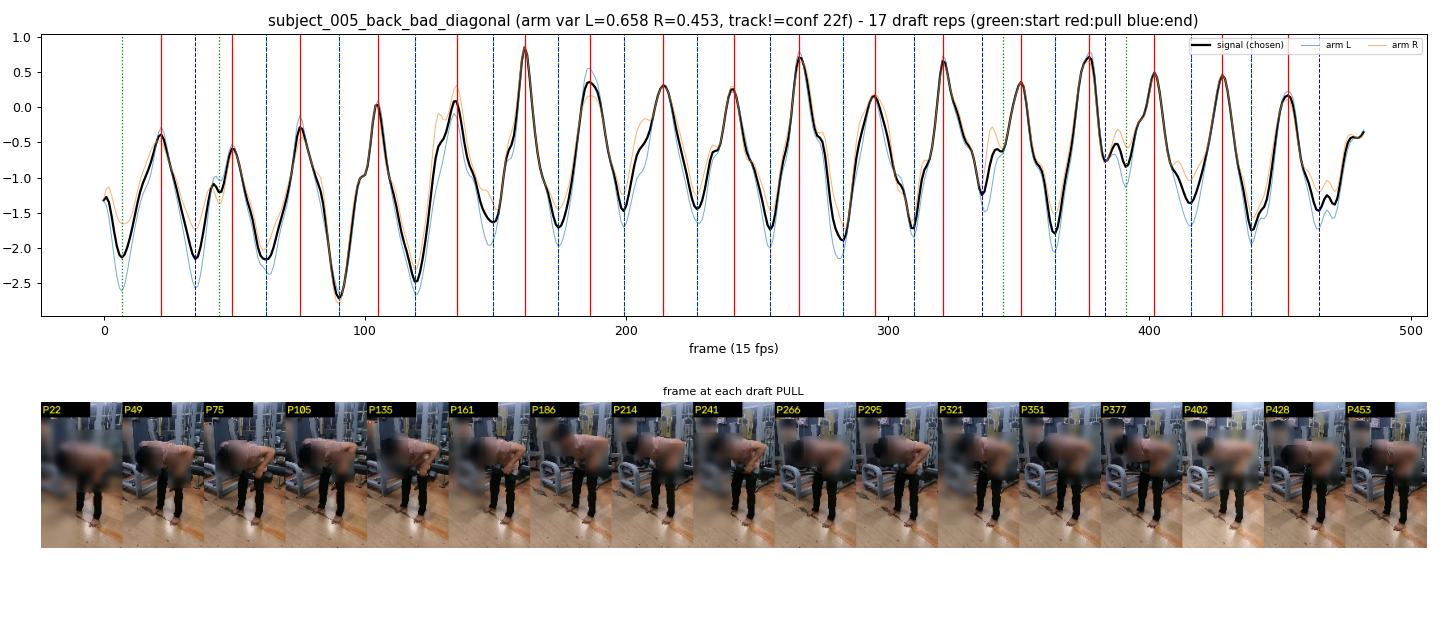 subject_005_back_bad_diagonal (arm var L=0.658 R=0.453, track!=conf 22f) - 17 draft reps (green:start red:pull blue:end)
signal (chosen) arm L arm R
1.0
0.5
0.0
−0.5
−1.0
−1.5
−2.0
−2.5
0 100 200 300 400 500
frame (15 fps)
frame at each draft PULL
P22 P49 P75 P105 P135 P161 P186 P214 P241 P266 P295 P321 P351 P377 P402 P428 P453